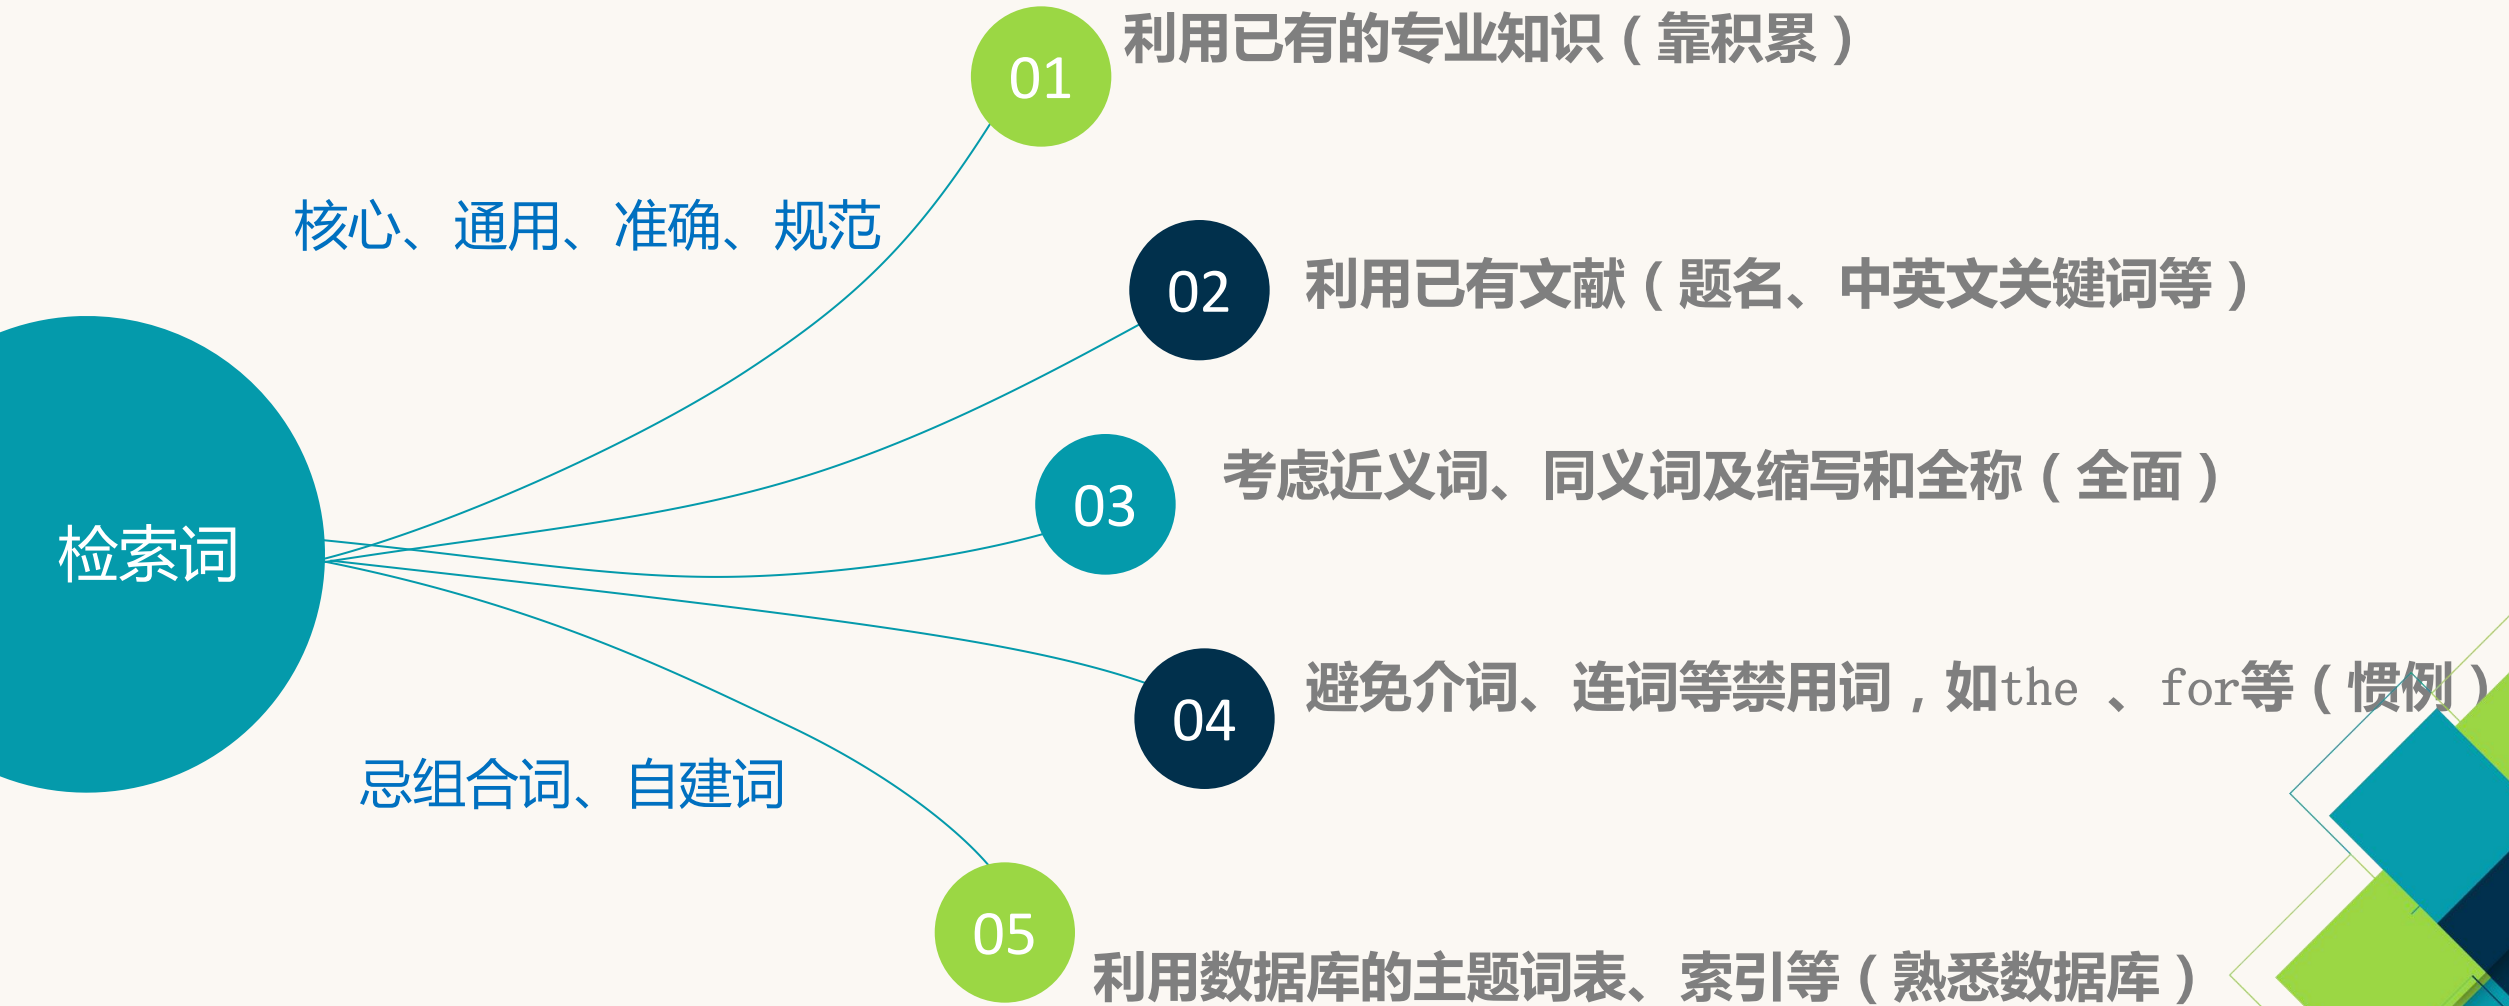 01
利用已有的专业知识（靠积累）
核心、通用、准确、规范
02
利用已有文献（题名、中英文关键词等）
03
考虑近义词、同义词及缩写和全称（全面）
检索词
04
避免介词、连词等禁用词，如the 、 for等（惯例）
忌组合词、自建词
05
利用数据库的主题词表、索引等（熟悉数据库）